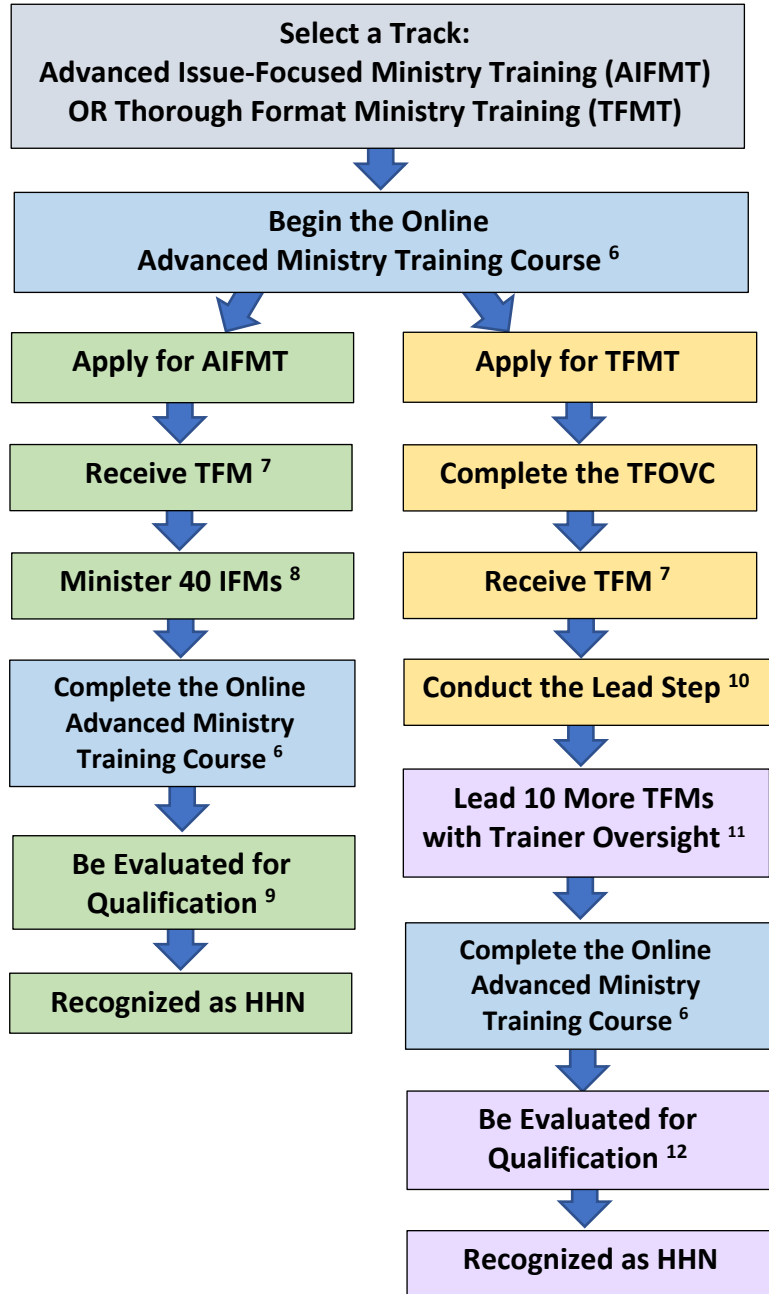 Select a Track:
Advanced Issue-Focused Ministry Training (AIFMT)
OR Thorough Format Ministry Training (TFMT)
Begin the Online
Advanced Ministry Training Course 6
Apply for AIFMT
Receive TFM 7
Minister 40 IFMs 8
Complete the Online
Advanced Ministry
Training Course 6
Be Evaluated for
Qualification 9
Recognized as HHN
Apply for TFMT
Complete the TFOVC
Receive TFM 7
Conduct the Lead Step 10
Lead 10 More TFMs
with Trainer Oversight 11
Complete the Online
Advanced Ministry
Training Course 6
Be Evaluated for
Qualification 12
Recognized as HHN